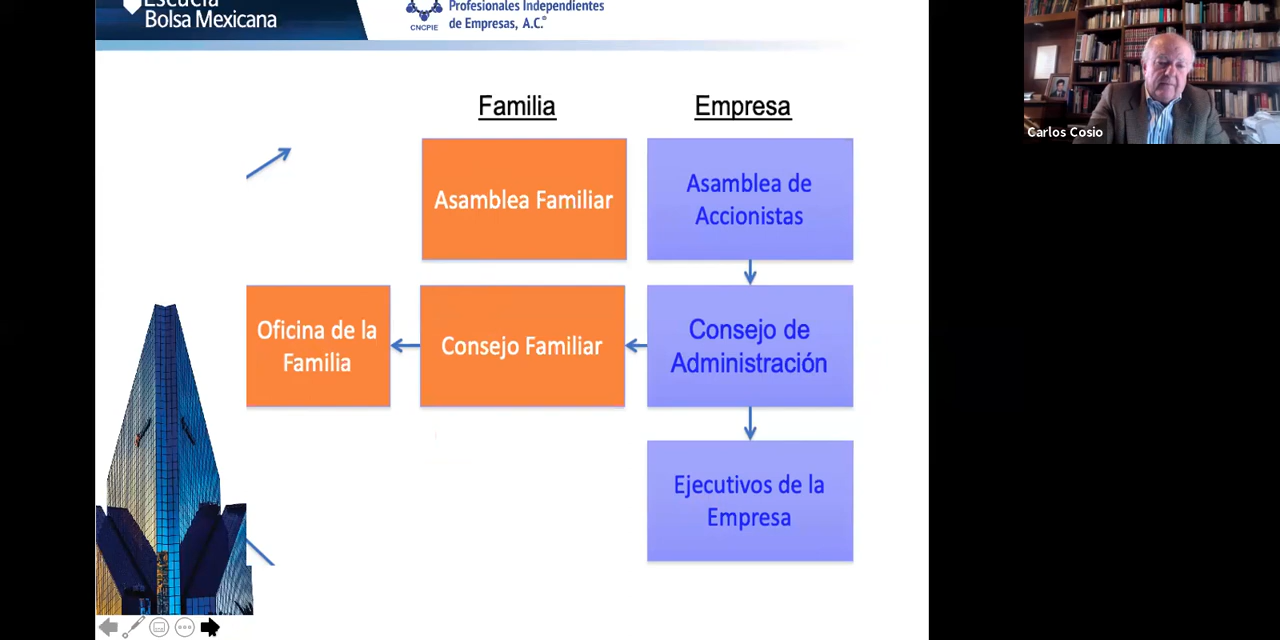 Escuela
Bolsa Mexicana
Profesionales Independientes
de Empresas, A.C.®
CNCPIE
Carlos Cosio
Familia
Empresa
Asamblea Familiar
Asamblea de
Accionistas
Oficina de la
Familia
Consejo Familiar
Consejo de
Administración
Ejecutivos de la
Empresa